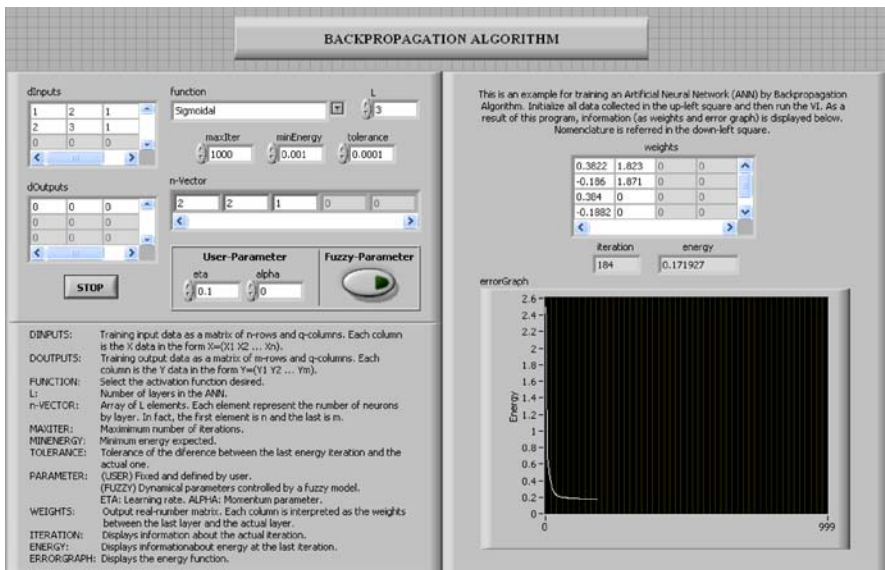 BACKPROPAGATION ALGORITHM
dInputs
1 2 1
2 3 1
0 0 0
dOutputs
0 0 0
0 0 0
0 0 0
STOP
function
Sigmoidal
L
3
maxIter
1000
minEnergy
0.001
tolerance
0.0001
n-Vector
2 2 1 0 0
User-Parameter
eta
0.1
alpha
0
Fuzzy-Parameter
DINPUTS: Training input data as a matrix of n-rows and q-columns. Each column
is the X data in the form X=(X1 X2 ... Xn).
DOUTPUTS: Training output data as a matrix of m-rows and q-columns. Each
column is the Y data in the form Y=(Y1 Y2 ... Ym).
FUNCTION: Select the activation function desired.
L: Number of layers in the ANN.
n-VECTOR: Array of L elements. Each element represent the number of neurons
by layer. In fact, the first element is n and the last is m.
MAXITER: Maximimum number of iterations.
MINENERGY: Minimum energy expected.
TOLERANCE: Tolerance of the diference between the last energy iteration and the
actual one.
PARAMETER: (USER) Fixed and defined by user.
(FUZZY) Dynamical parameters controlled by a fuzzy model.
ETA: Learning rate. ALPHA: Momentum parameter.
WEIGHTS: Output real-number matrix. Each column is interpreted as the weights
between the last layer and the actual layer.
ITERATION: Displays information about the actual iteration.
ENERGY: Displays informationabout energy at the last iteration.
ERRORGRAPH: Displays the energy function.
This is an example for training an Artificial Neural Network (ANN) by Backpropagation
Algorithm. Initialize all data collected in the up-left square and then run the VI. As a
result of this program, information (as weights and error graph) is displayed below.
Nomenclature is referred in the down-left square.
weights
0.3822 1.823 0 0
-0.186 1.871 0 0
0.384 0 0 0
-0.1882 0 0 0
iteration
184
energy
0.171927
errorGraph
Energy
2.6
2.4
2.2
2
1.8
1.6
1.4
1.2
1
0.8
0.6
0.4
0.2
0
0 999